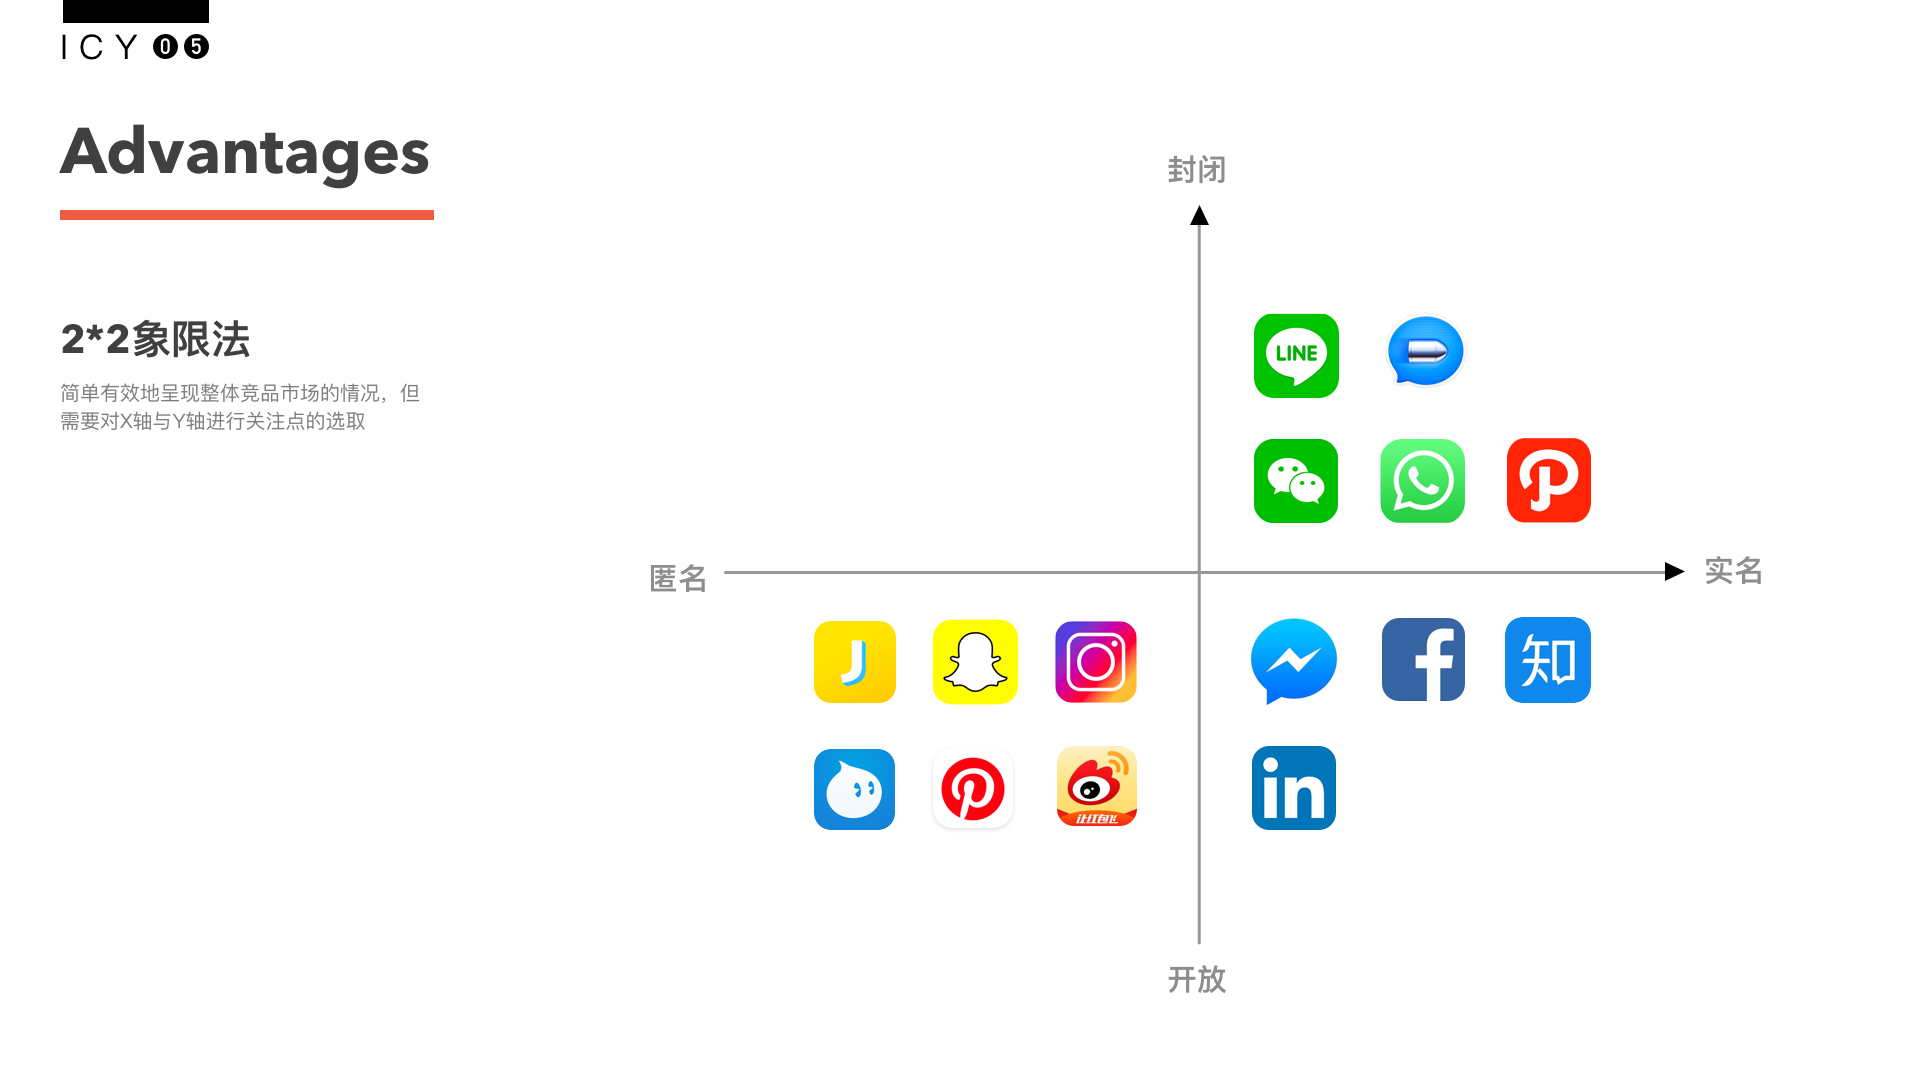 ICY 05
Advantages
2*2象限法
简单有效地呈现整体竞品市场的情况，但
需要对X轴与Y轴进行关注点的选取
封闭
LINE
匿名
实名
J
知
in
开放